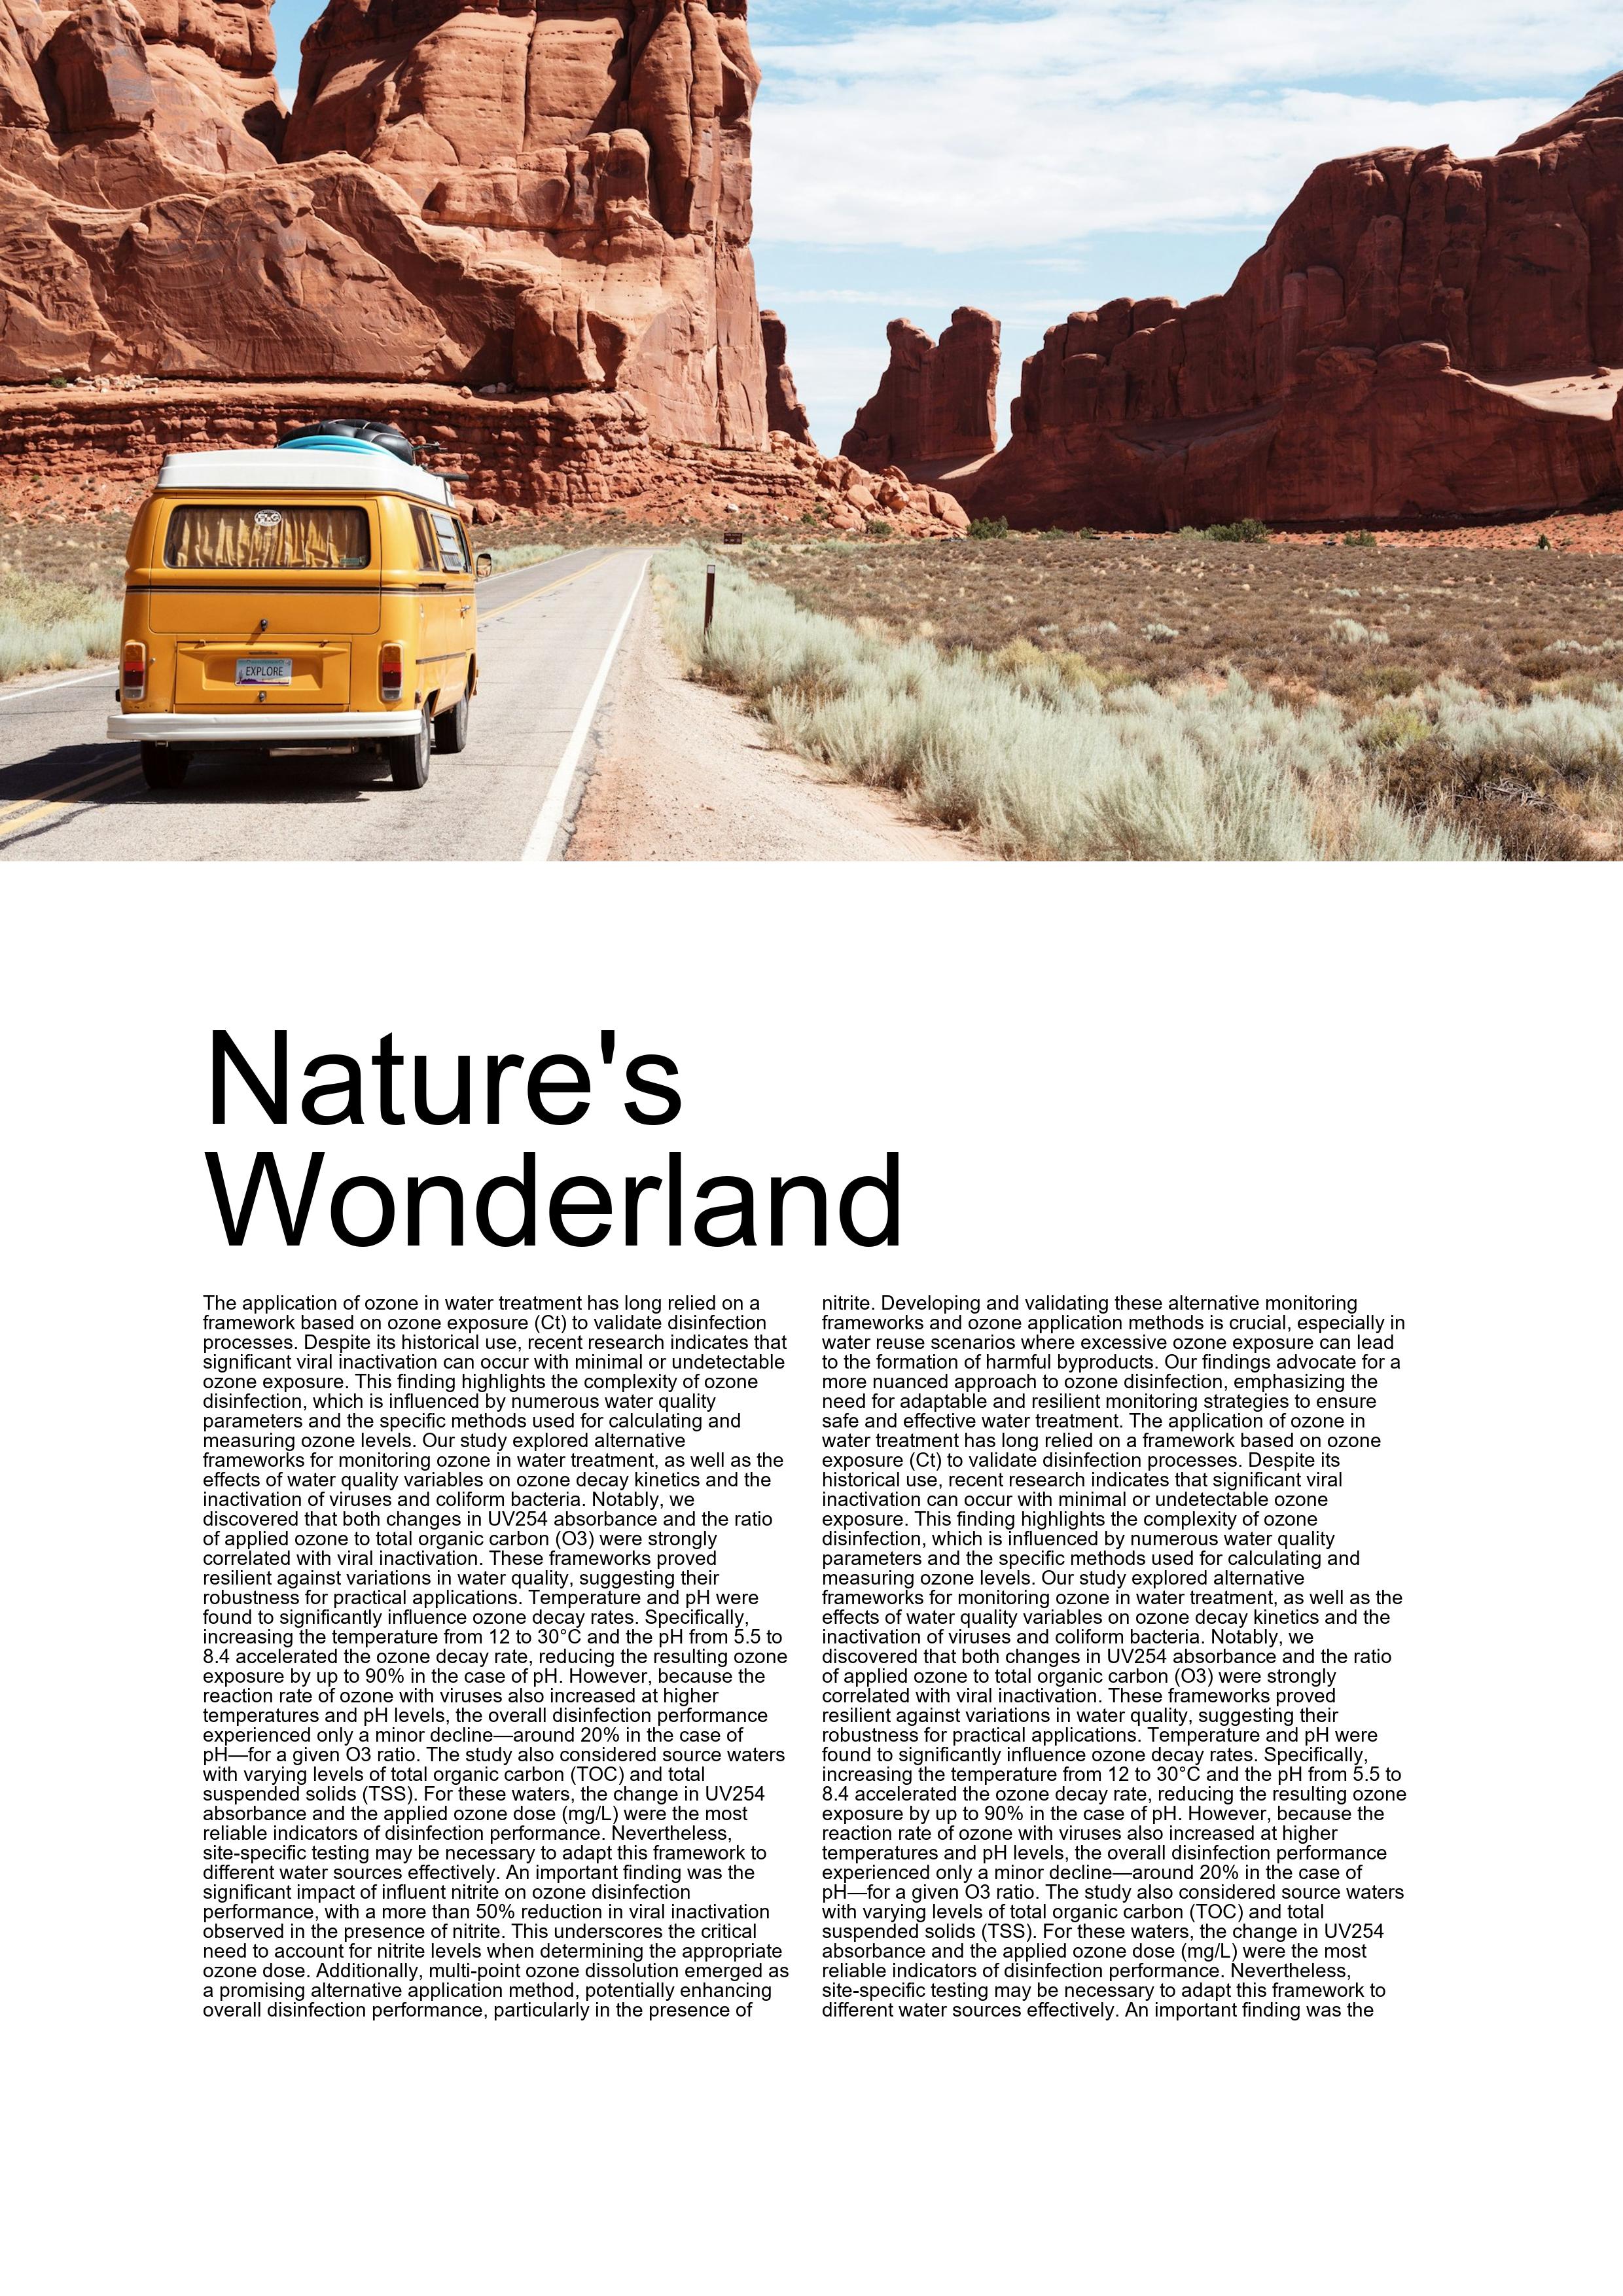 EXPLORE
Nature's
Wonderland
The application of ozone in water treatment has long relied on a
framework based on ozone exposure (Ct) to validate disinfection
processes. Despite its historical use, recent research indicates that
significant viral inactivation can occur with minimal or undetectable
ozone exposure. This finding highlights the complexity of ozone
disinfection, which is influenced by numerous water quality
parameters and the specific methods used for calculating and
measuring ozone levels. Our study explored alternative
frameworks for monitoring ozone in water treatment, as well as the
effects of water quality variables on ozone decay kinetics and the
inactivation of viruses and coliform bacteria. Notably, we
discovered that both changes in UV254 absorbance and the ratio
of applied ozone to total organic carbon (O3) were strongly
correlated with viral inactivation. These frameworks proved
resilient against variations in water quality, suggesting their
robustness for practical applications. Temperature and pH were
found to significantly influence ozone decay rates. Specifically,
increasing the temperature from 12 to 30°C and the pH from 5.5 to
8.4 accelerated the ozone decay rate, reducing the resulting ozone
exposure by up to 90% in the case of pH. However, because the
reaction rate of ozone with viruses also increased at higher
temperatures and pH levels, the overall disinfection performance
experienced only a minor decline—around 20% in the case of
pH—for a given O3 ratio. The study also considered source waters
with varying levels of total organic carbon (TOC) and total
suspended solids (TSS). For these waters, the change in UV254
absorbance and the applied ozone dose (mg/L) were the most
reliable indicators of disinfection performance. Nevertheless,
site-specific testing may be necessary to adapt this framework to
different water sources effectively. An important finding was the
significant impact of influent nitrite on ozone disinfection
performance, with a more than 50% reduction in viral inactivation
observed in the presence of nitrite. This underscores the critical
need to account for nitrite levels when determining the appropriate
ozone dose. Additionally, multi-point ozone dissolution emerged as
a promising alternative application method, potentially enhancing
overall disinfection performance, particularly in the presence of
nitrite. Developing and validating these alternative monitoring
frameworks and ozone application methods is crucial, especially in
water reuse scenarios where excessive ozone exposure can lead
to the formation of harmful byproducts. Our findings advocate for a
more nuanced approach to ozone disinfection, emphasizing the
need for adaptable and resilient monitoring strategies to ensure
safe and effective water treatment. The application of ozone in
water treatment has long relied on a framework based on ozone
exposure (Ct) to validate disinfection processes. Despite its
historical use, recent research indicates that significant viral
inactivation can occur with minimal or undetectable ozone
exposure. This finding highlights the complexity of ozone
disinfection, which is influenced by numerous water quality
parameters and the specific methods used for calculating and
measuring ozone levels. Our study explored alternative
frameworks for monitoring ozone in water treatment, as well as the
effects of water quality variables on ozone decay kinetics and the
inactivation of viruses and coliform bacteria. Notably, we
discovered that both changes in UV254 absorbance and the ratio
of applied ozone to total organic carbon (O3) were strongly
correlated with viral inactivation. These frameworks proved
resilient against variations in water quality, suggesting their
robustness for practical applications. Temperature and pH were
found to significantly influence ozone decay rates. Specifically,
increasing the temperature from 12 to 30°C and the pH from 5.5 to
8.4 accelerated the ozone decay rate, reducing the resulting ozone
exposure by up to 90% in the case of pH. However, because the
reaction rate of ozone with viruses also increased at higher
temperatures and pH levels, the overall disinfection performance
experienced only a minor decline—around 20% in the case of
pH—for a given O3 ratio. The study also considered source waters
with varying levels of total organic carbon (TOC) and total
suspended solids (TSS). For these waters, the change in UV254
absorbance and the applied ozone dose (mg/L) were the most
reliable indicators of disinfection performance. Nevertheless,
site-specific testing may be necessary to adapt this framework to
different water sources effectively. An important finding was the